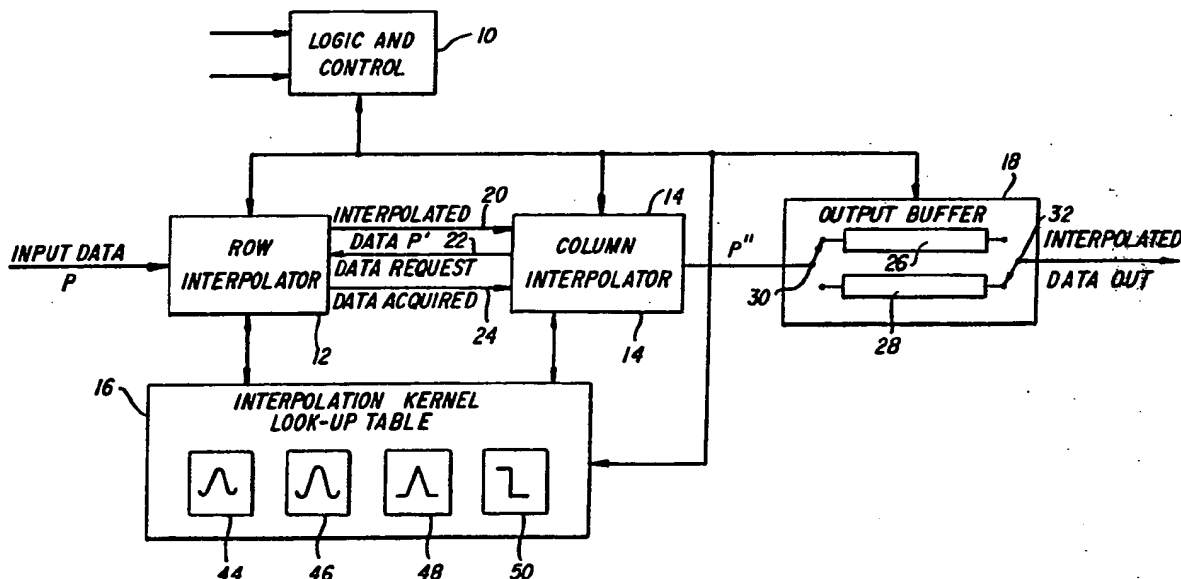 LOGIC AND
CONTROL
10
INPUT DATA
P
ROW
INTERPOLATOR
12
INTERPOLATED
20
DATA P' 22
DATA REQUEST
DATA ACQUIRED
24
14
COLUMN
INTERPOLATOR
14
P"
18
OUTPUT BUFFER
32
26
30
28
INTERPOLATED
DATA OUT
16
INTERPOLATION KERNEL
LOOK-UP TABLE
44
46
48
50